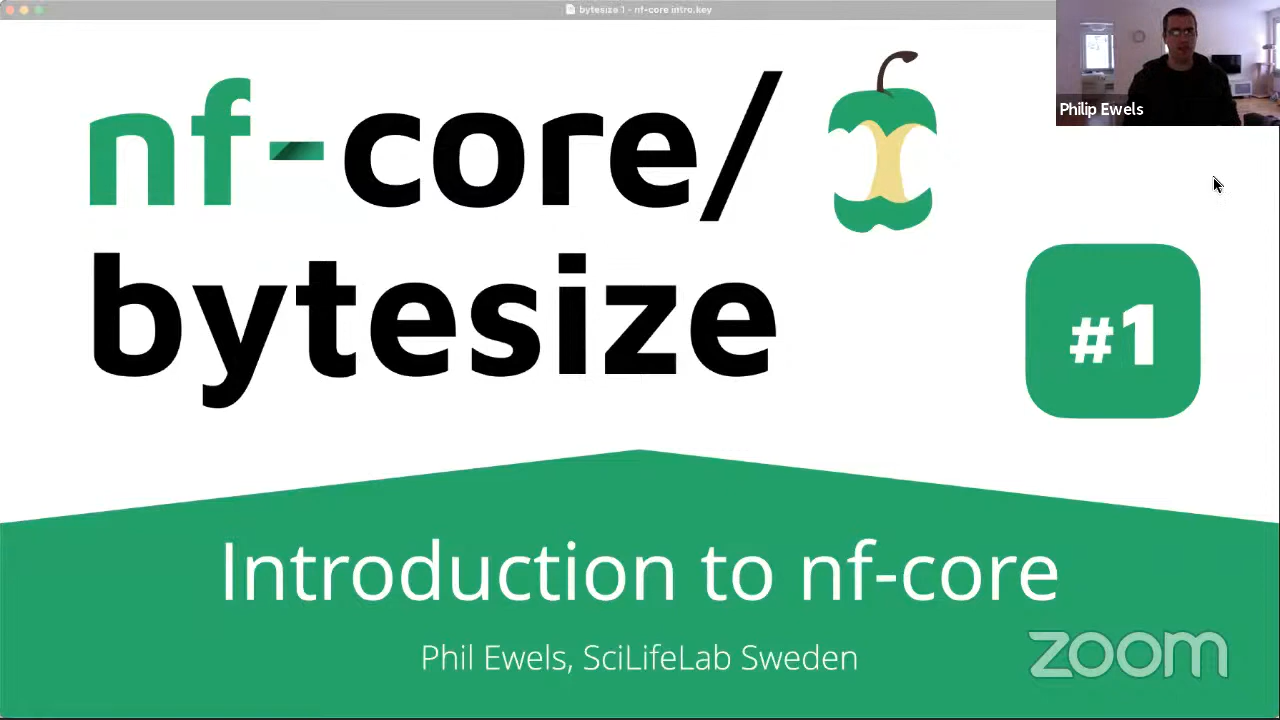 bytesize 1 - nf-core intro.key
Philip Ewels
nf-core/
bytesize
#1
Introduction to nf-core
Phil Ewels, SciLifeLab Sweden
zoom